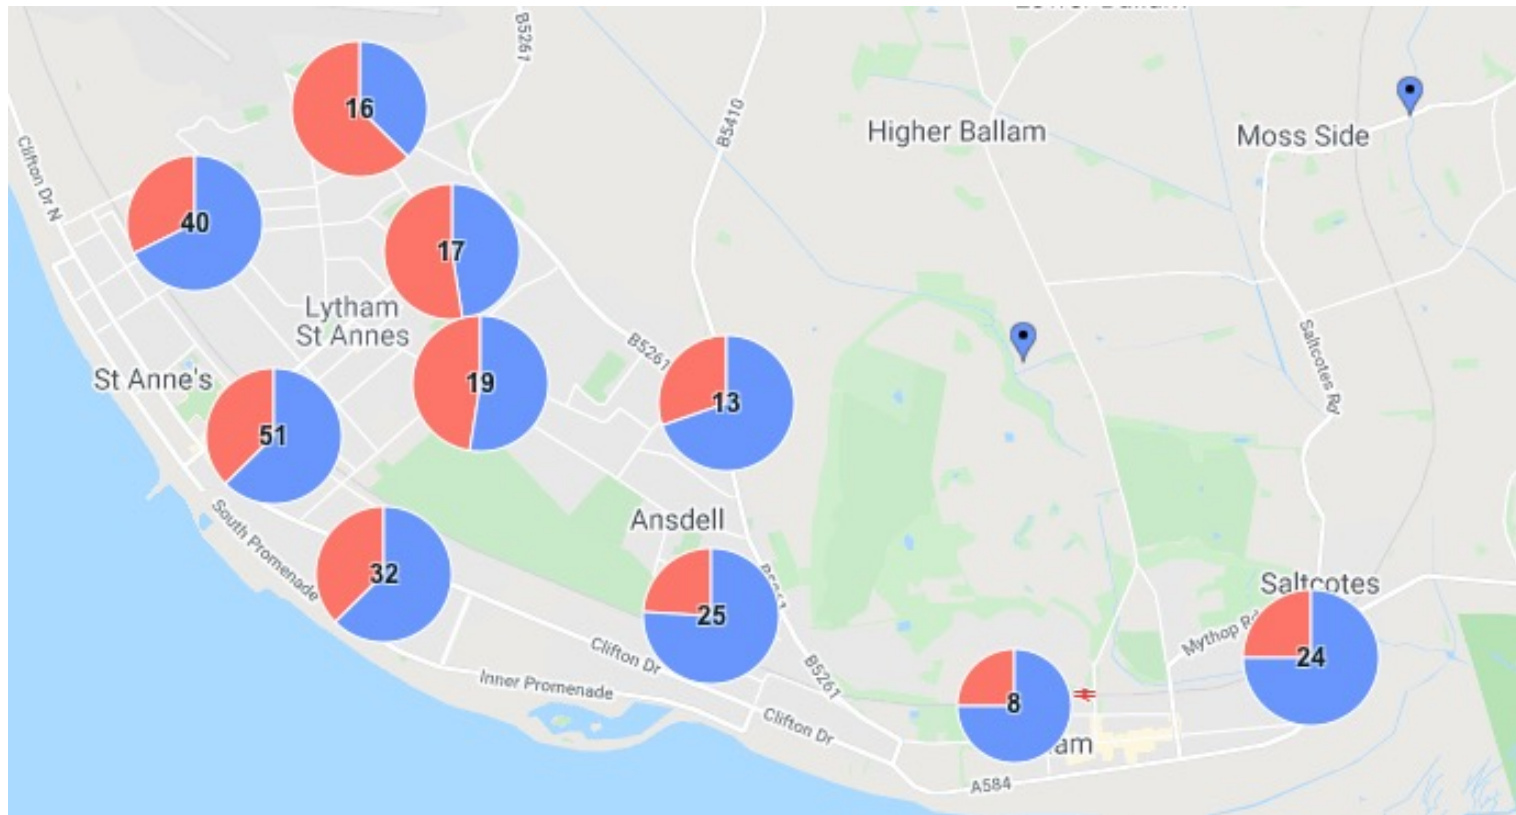 B5261
16
B5410
Higher Ballam
Moss Side
Clifton Dr N
40
17
Lytham
St Annes
B5261
Saltcotes Rd
St Anne's
19
13
51
South Promenade
Ansdell
32
25
Saltcotes
Mythop Rd
24
Clifton Dr
B5261
Inner Promenade
8
Clifton Dr
am
A584